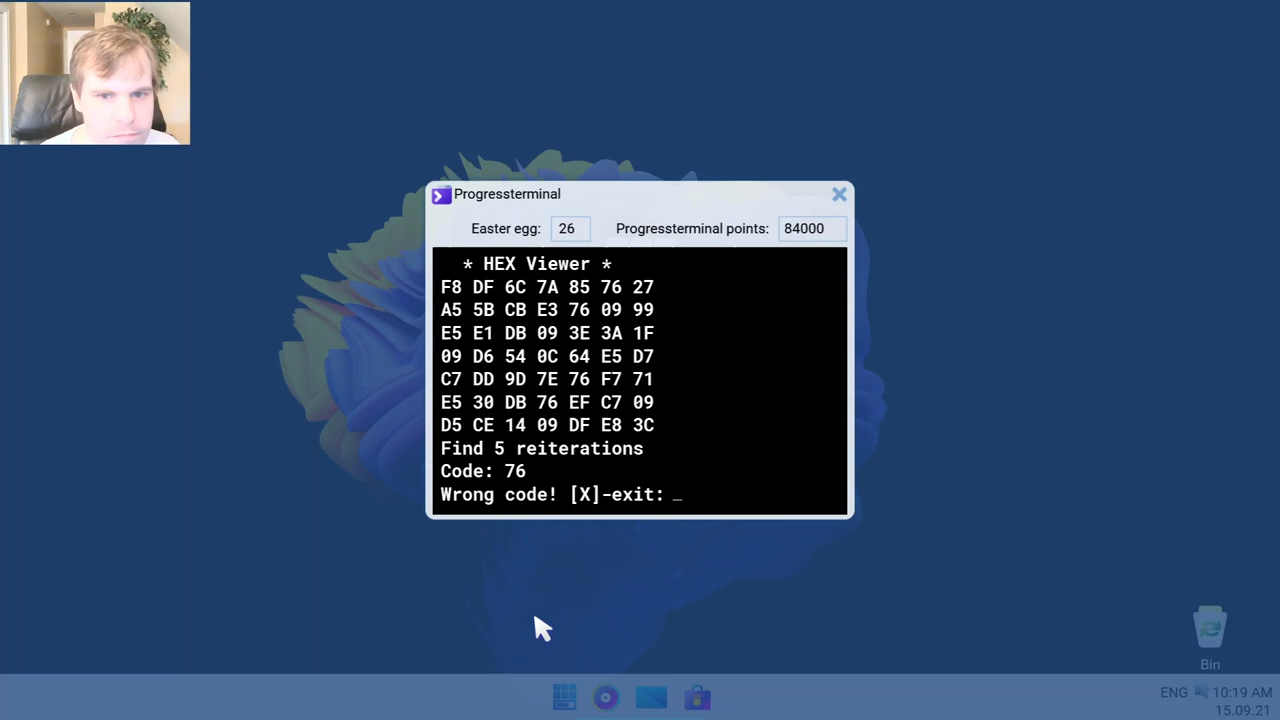 Progressterminal
Easter egg: 26 Progressterminal points: 84000
* HEX Viewer *
F8 DF 6C 7A 85 76 27
A5 5B CB E3 76 09 99
E5 E1 DB 09 3E 3A 1F
09 D6 54 0C 64 E5 D7
C7 DD 9D 7E 76 F7 71
E5 30 DB 76 EF C7 09
D5 CE 14 09 DF E8 3C
Find 5 reiterations
Code: 76
Wrong code! [X]-exit: _
Bin
ENG 10:19 AM
15.09.21